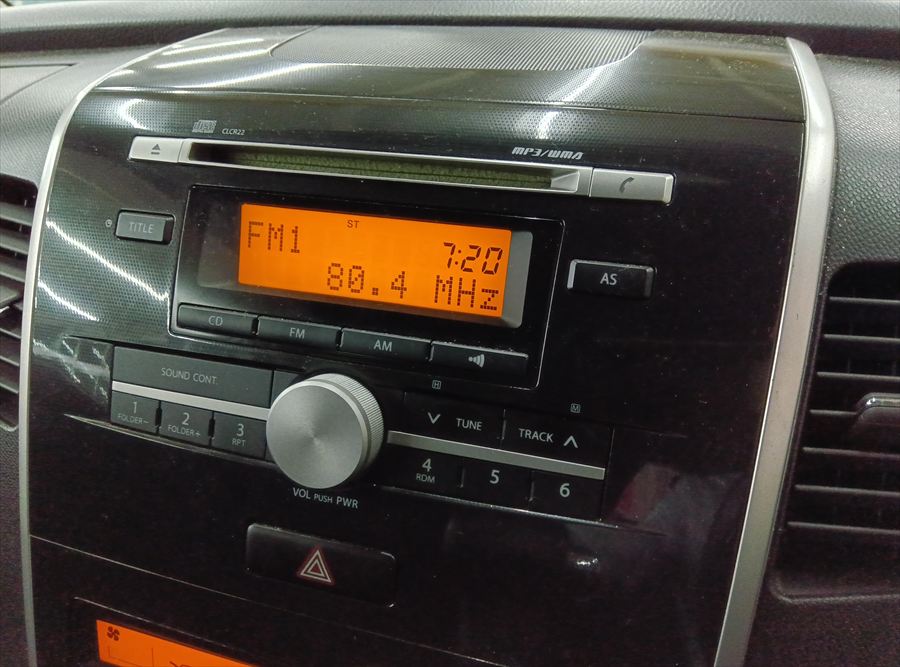 CLCR23
MP3/WMA
TITLE
ST
FM1
7:20
80.4 MHz
AS
CD
FM
AM
SOUND CONT.
H
M
TUNE
TRACK
1
FOLDER−
2
FOLDER+
3
RPT
4
RDM
5
6
VOL PUSH PWR